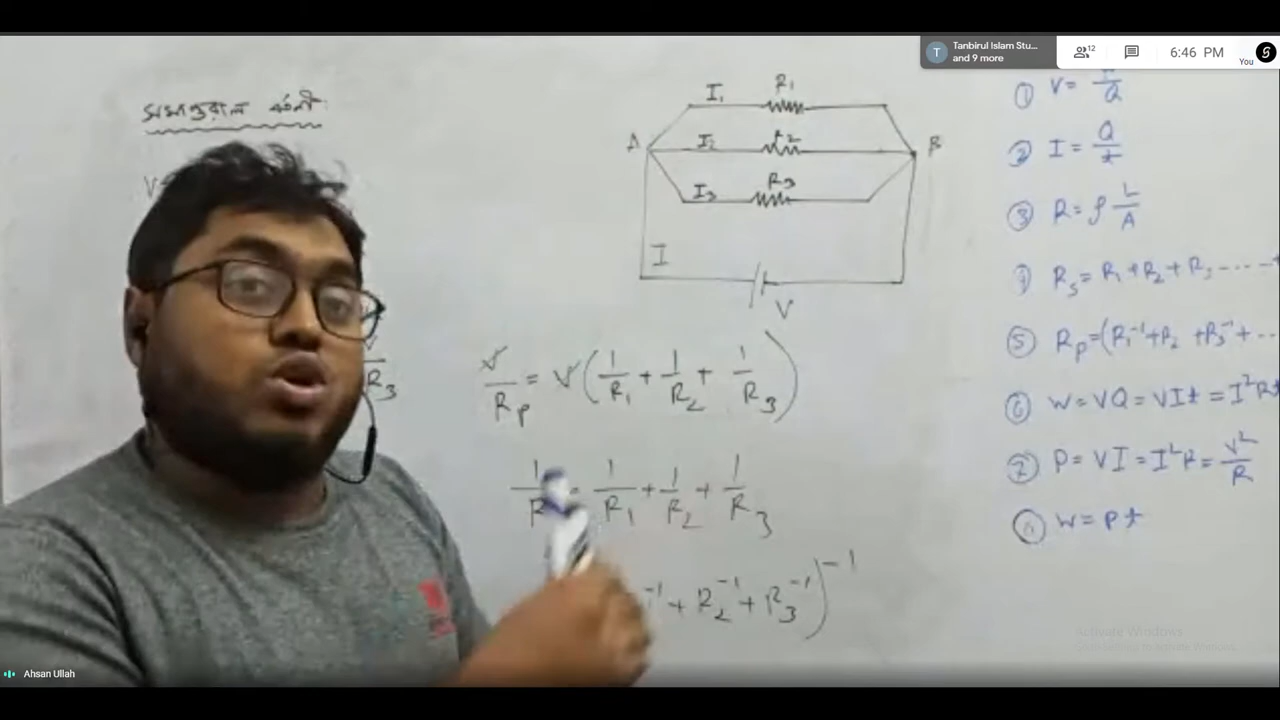 Tanbirul Islam Stu...
and 9 more
T
12
6:46 PM
You
সমান্তরাল বর্তনী:
A
B
I₁
R₁
I₂
I₃
R₃
I
V
V/Rₚ = V(1/R₁ + 1/R₂ + 1/R₃)
1/R = 1/R₁ + 1/R₂ + 1/R₃
⁻¹ + R₂⁻¹ + R₃⁻¹)⁻¹
R₃
② I = Q/t
③ R = ρ L/A
Rₛ = R₁ + R₂ + R₃ ...... +
⑤ Rₚ = (R₁⁻¹ + R₂ + R₃⁻¹ + ...
⑥ W = VQ = VIt = I²Rt
⑦ P = VI = I²R = V²/R
W = Pt
Activate Windows
Ahsan Ullah